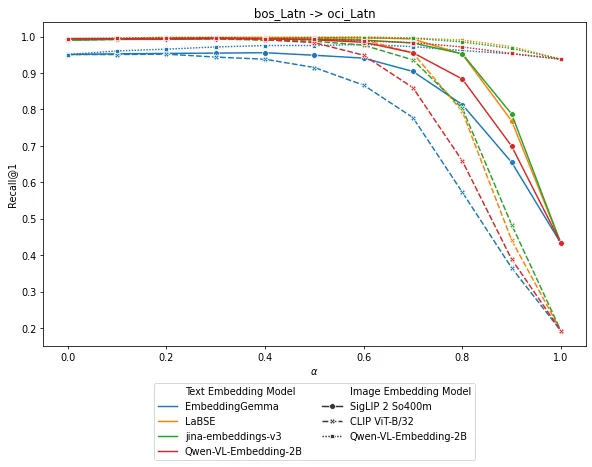 bos_Latn -> oci_Latn
Recall@1
1.0
0.9
0.8
0.7
0.6
0.5
0.4
0.3
0.2
0.0 0.2 0.4 0.6 0.8 1.0
α
Text Embedding Model
EmbeddingGemma
LaBSE
jina-embeddings-v3
Qwen-VL-Embedding-2B
Image Embedding Model
SigLIP 2 So400m
CLIP ViT-B/32
Qwen-VL-Embedding-2B